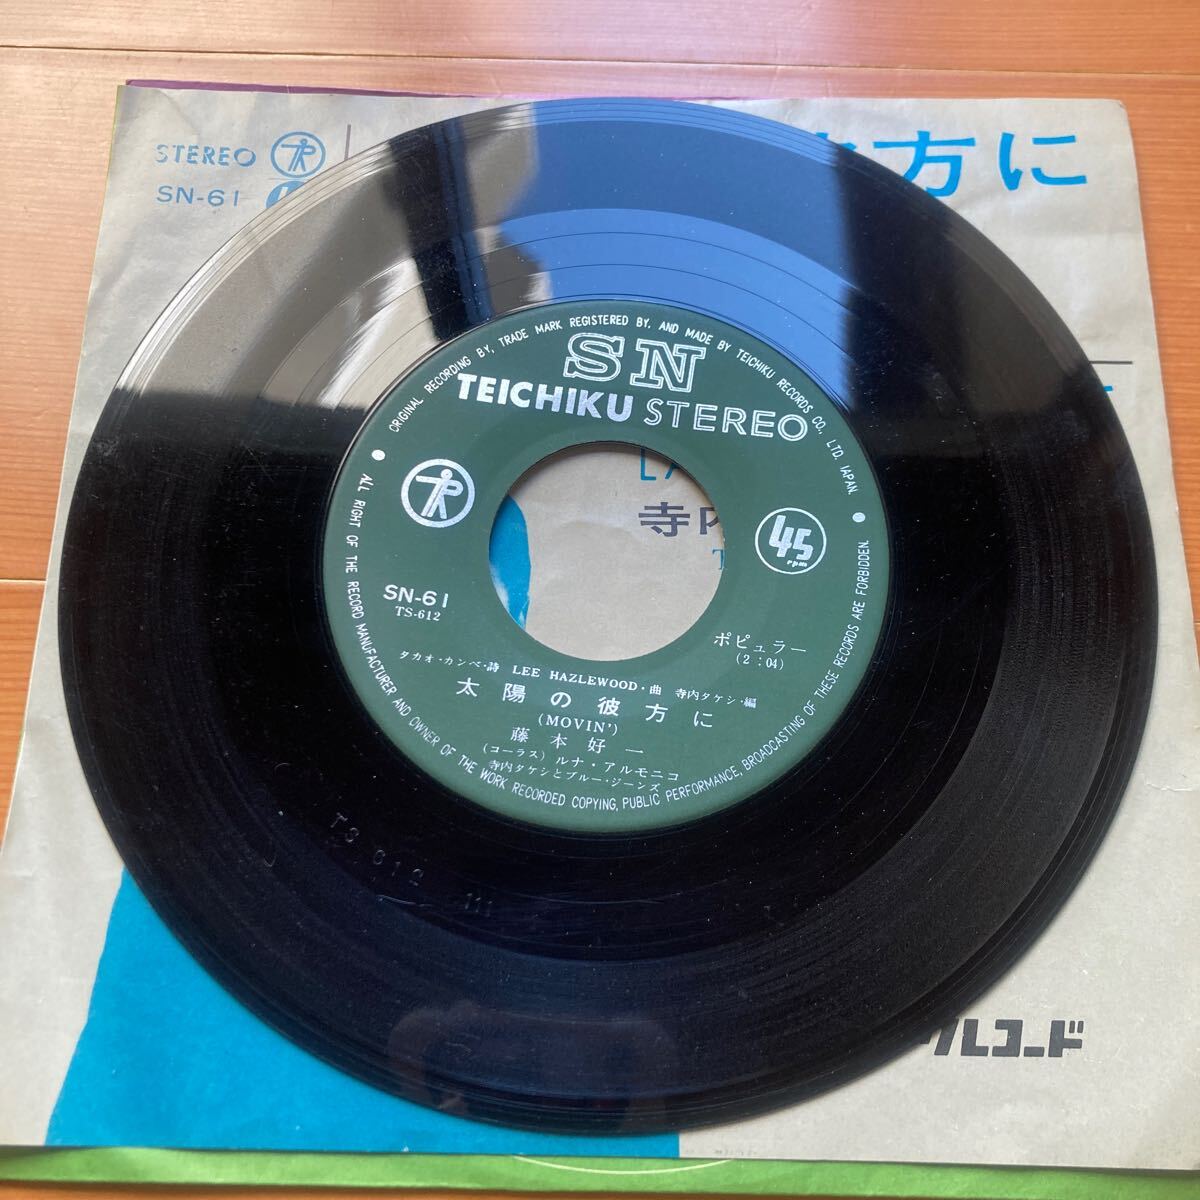 STEREO
SN-61
方に
ORIGINAL RECORDING BY, TRADE MARK REGISTERED BY, AND MADE BY TEICHIKU RECORDS CO., LTD. JAPAN.
SN
TEICHIKU STEREO
45
rpm
SN-61
TS-612
ポピュラー
(2:04)
タカオ・カンベ・詩 LEE HAZLEWOOD・曲 寺内タケシ・編
太陽の彼方に
(MOVIN')
藤本好一
(コーラス) ルナ・アルモニコ
寺内タケシとブルー・ジーンズ
ALL RIGHT OF THE RECORD MANUFACTURER AND OWNER OF THE WORK RECORDED COPYING, PUBLIC PERFORMANCE, BROADCASTING OF THESE RECORDS ARE FORBIDDEN.
寺内
T
TS 612 111
レコード